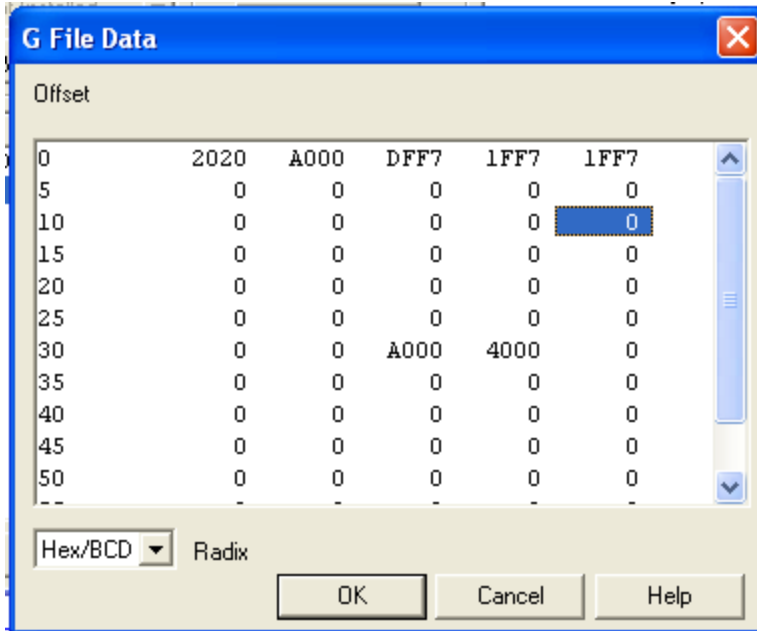 G File Data
Offset
0 2020 A000 DFF7 1FF7 1FF7
5 0 0 0 0 0
10 0 0 0 0 0
15 0 0 0 0 0
20 0 0 0 0 0
25 0 0 0 0 0
30 0 0 A000 4000 0
35 0 0 0 0 0
40 0 0 0 0 0
45 0 0 0 0 0
50 0 0 0 0 0
Hex/BCD Radix
OK Cancel Help